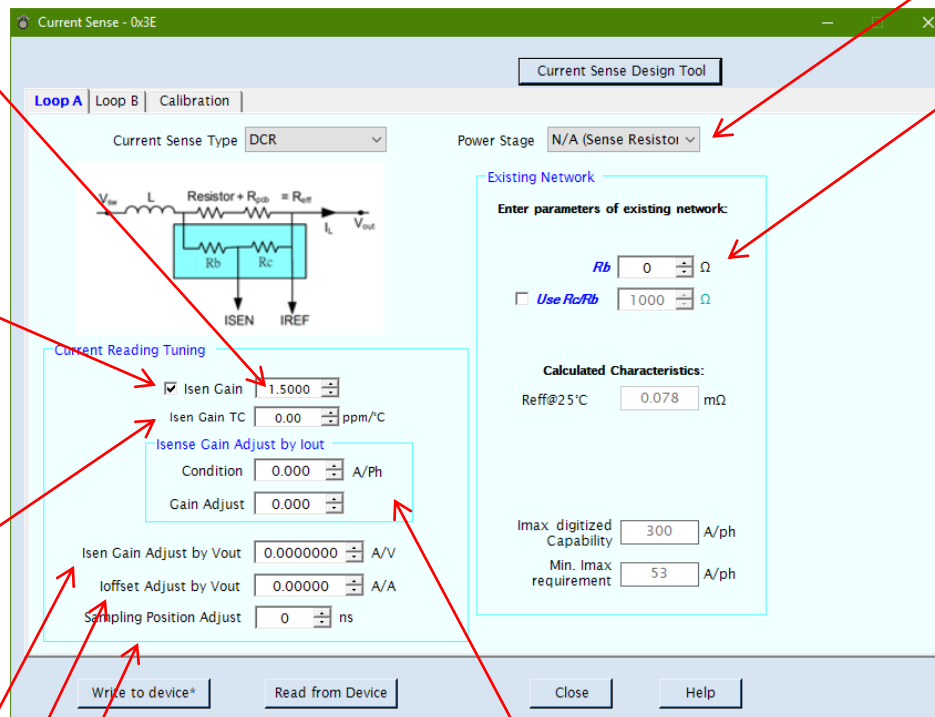 Current Sense - 0x3E
Current Sense Design Tool
Loop A Loop B Calibration
Current Sense Type DCR
Power Stage N/A (Sense Resistor
Vsw L Resistor + Rpcb = Reff
IL Vout
Rb Rc
ISEN IREF
Existing Network
Enter parameters of existing network:
Rb 0 Ω
Use Rc/Rb 1000 Ω
Calculated Characteristics:
Reff@25°C 0.078 mΩ
Imax digitized Capability 300 A/ph
Min. Imax requirement 53 A/ph
Current Reading Tuning
Isen Gain 1.5000
Isen Gain TC 0.00 ppm/°C
Isense Gain Adjust by Iout
Condition 0.000 A/Ph
Gain Adjust 0.000
Isen Gain Adjust by Vout 0.0000000 A/V
Ioffset Adjust by Vout 0.00000 A/A
Sampling Position Adjust 0 ns
Write to device* Read from Device Close Help